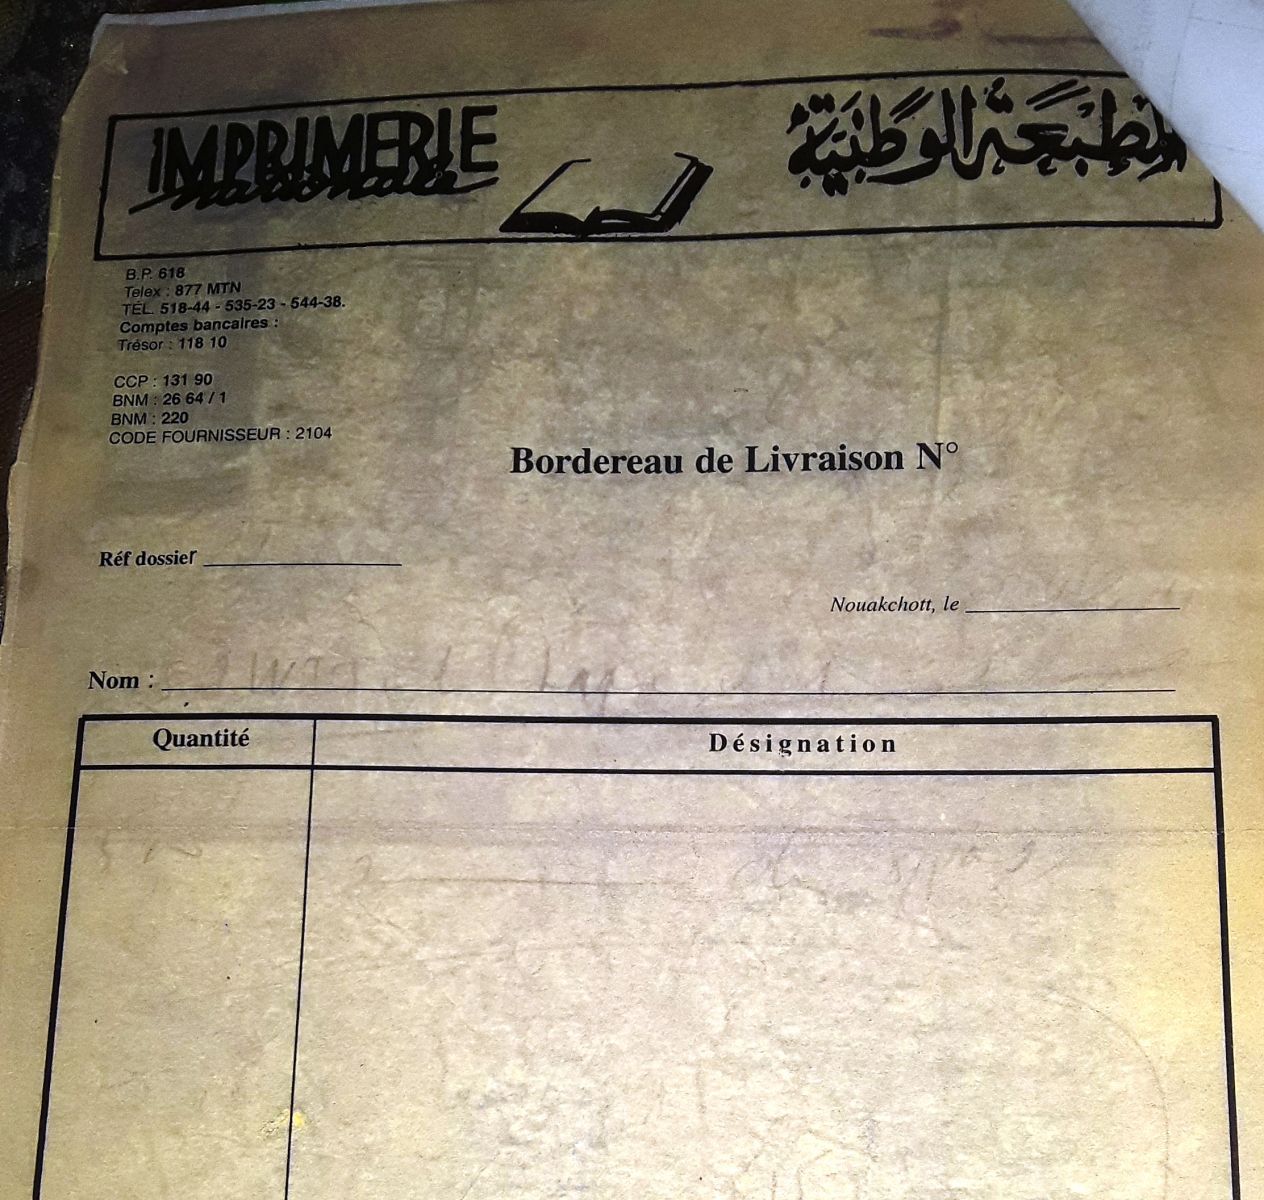 IMPRIMERIE
nationale
المطبعة الوطنية
B.P. 618
Telex : 877 MTN
TÉL. 518-44 - 535-23 - 544-38.
Comptes bancaires :
Trésor : 118 10
CCP : 131 90
BNM : 26 64 / 1
BNM : 220
CODE FOURNISSEUR : 2104
Bordereau de Livraison N°
Réf dossier
Nouakchott, le
Nom :
Quantité Désignation